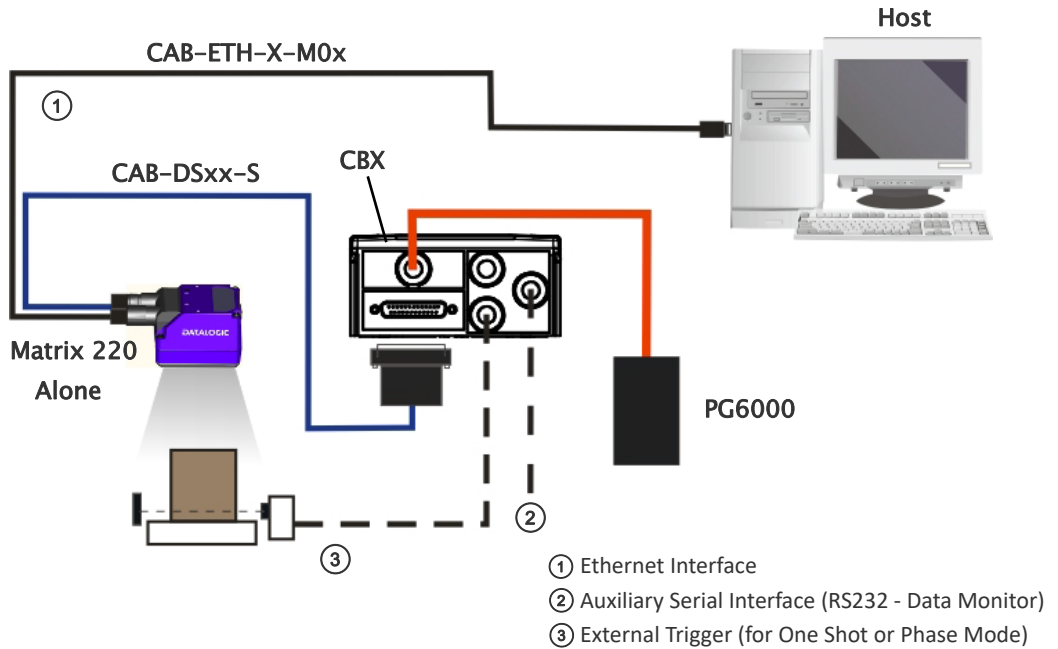 Host
CAB-ETH-X-M0x
1
CAB-DSxx-S
CBX
DATALOGIC
Matrix 220
Alone
PG6000
2
3
1 Ethernet Interface
2 Auxiliary Serial Interface (RS232 - Data Monitor)
3 External Trigger (for One Shot or Phase Mode)